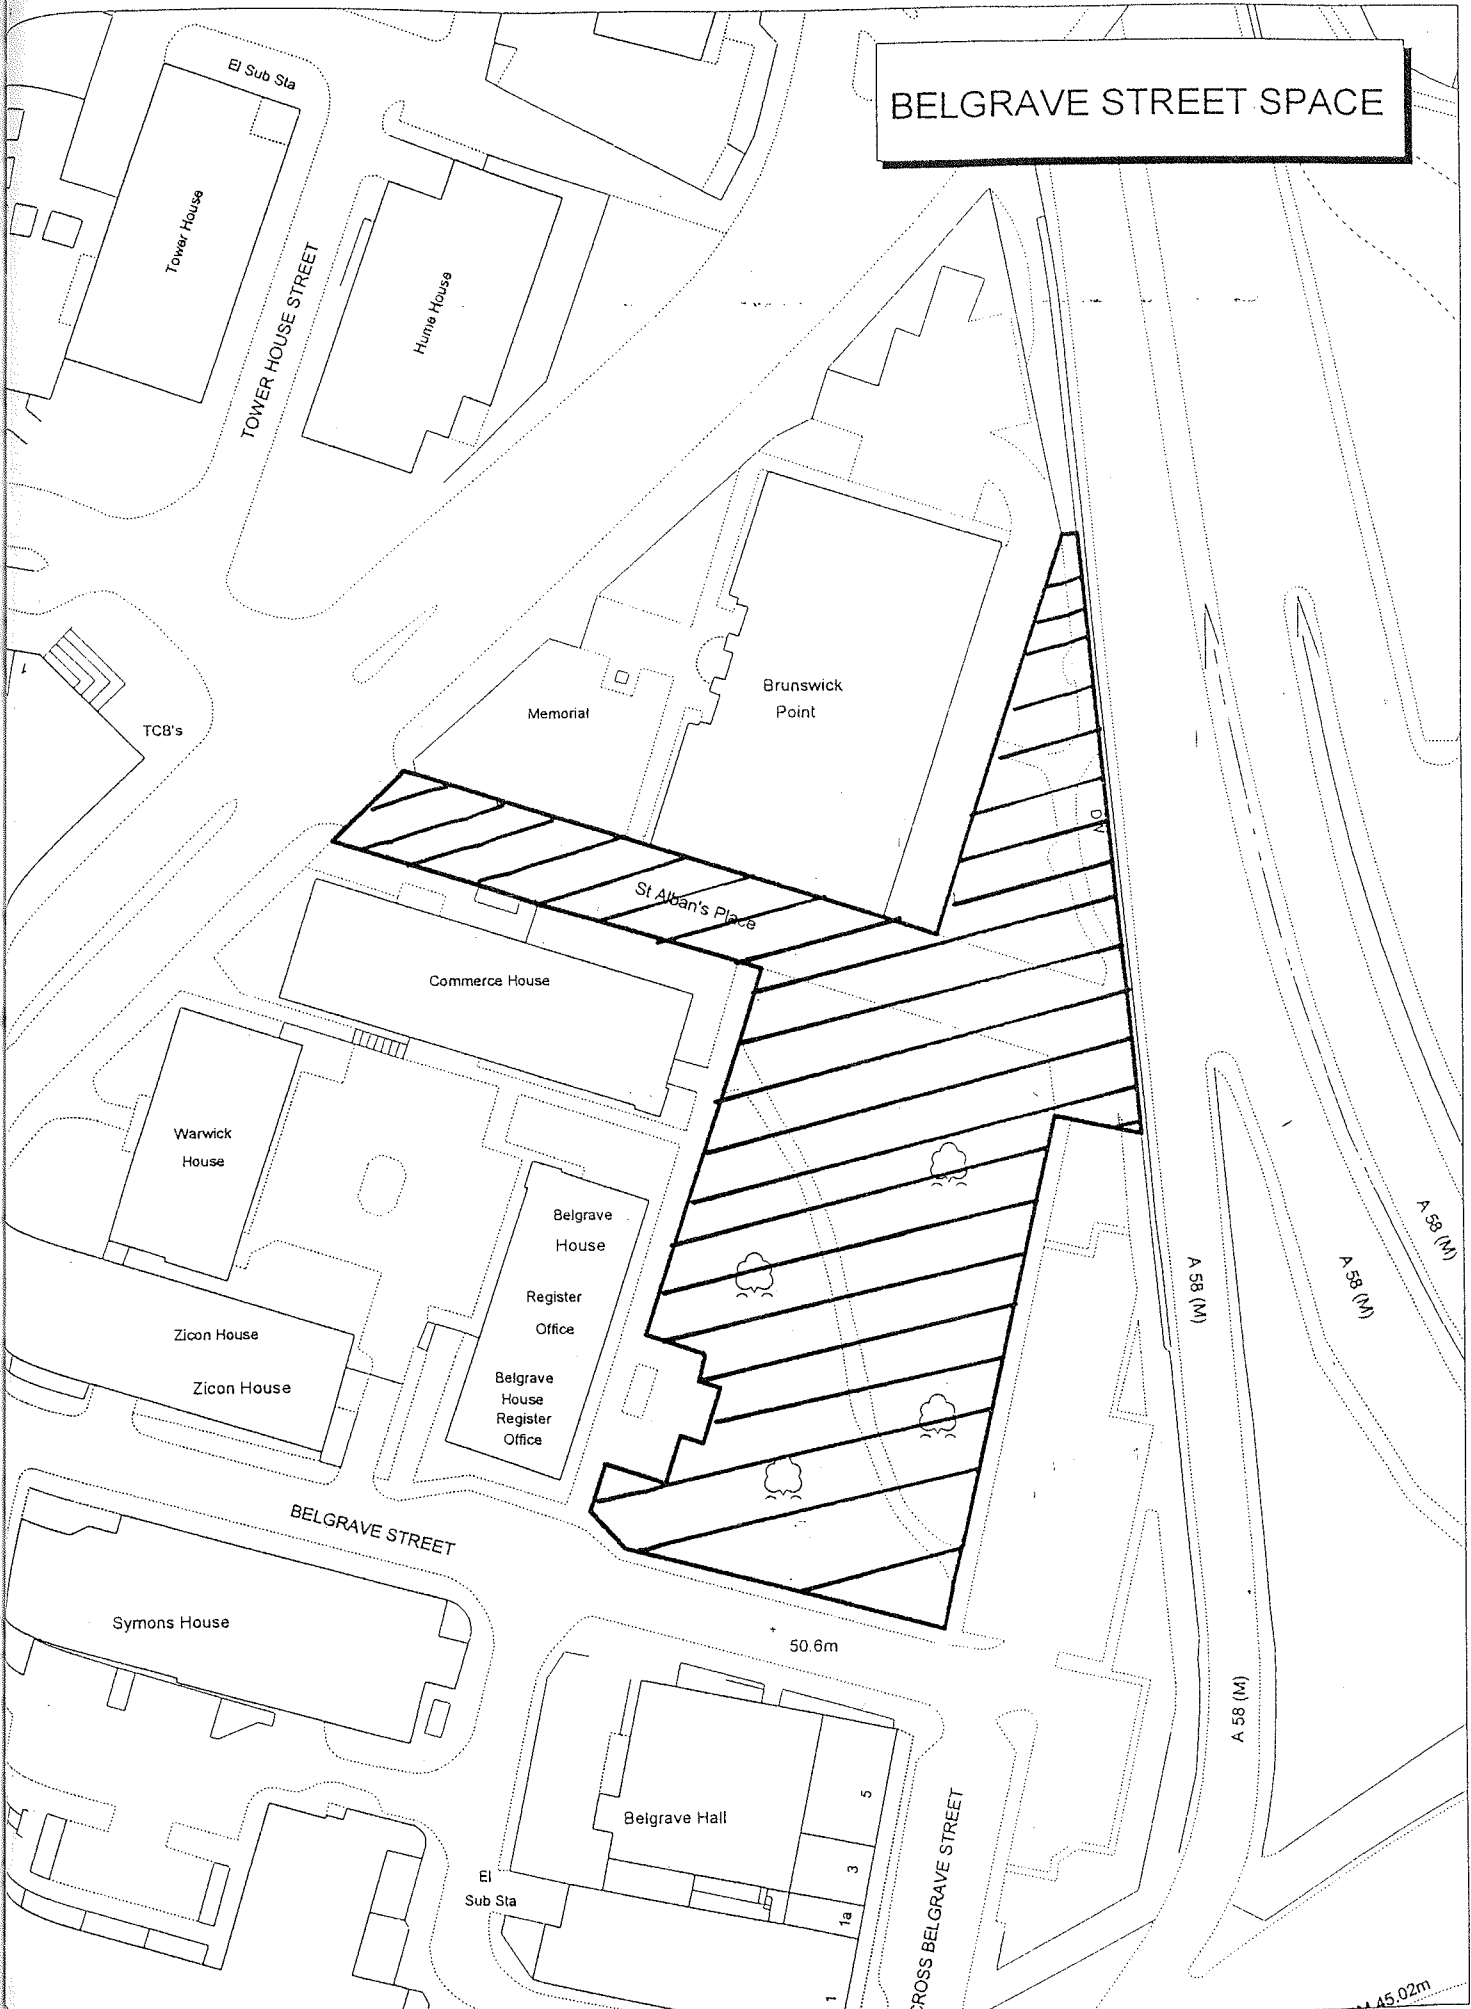 BELGRAVE STREET SPACE
El Sub Sta
Tower House
TOWER HOUSE STREET
Hume House
1
TCB's
Memorial
Brunswick
Point
St Alban's Place
Commerce House
Warwick
House
Belgrave
House
Register
Office
Belgrave
House
Register
Office
Zicon House
Zicon House
A 58 (M)
A 58 (M)
A 58 (M)
BELGRAVE STREET
Symons House
50.6m
A 58 (M)
Belgrave Hall
5
3
1a
1
El
Sub Sta
CROSS BELGRAVE STREET
45.02m